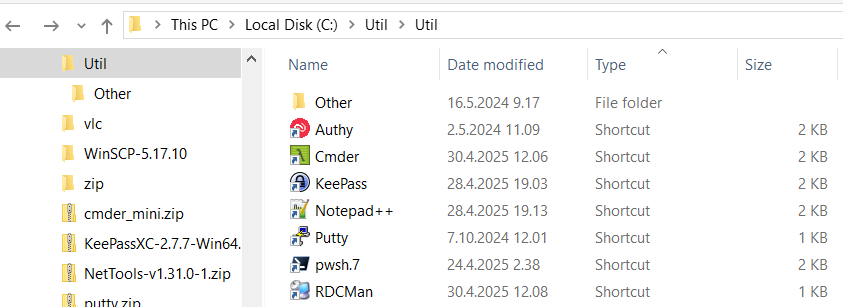 This PC > Local Disk (C:) > Util > Util
Util
Other
vlc
WinSCP-5.17.10
zip
cmder_mini.zip
KeePassXC-2.7.7-Win64.
NetTools-v1.31.0-1.zip
putty.zip
Name Date modified Type Size
Other 16.5.2024 9.17 File folder
Authy 2.5.2024 11.09 Shortcut 2 KB
Cmder 30.4.2025 12.06 Shortcut 2 KB
KeePass 28.4.2025 19.03 Shortcut 2 KB
Notepad++ 28.4.2025 19.13 Shortcut 2 KB
Putty 7.10.2024 12.01 Shortcut 1 KB
pwsh.7 24.4.2025 2.38 Shortcut 1 KB
RDCMan 30.4.2025 12.08 Shortcut 1 KB